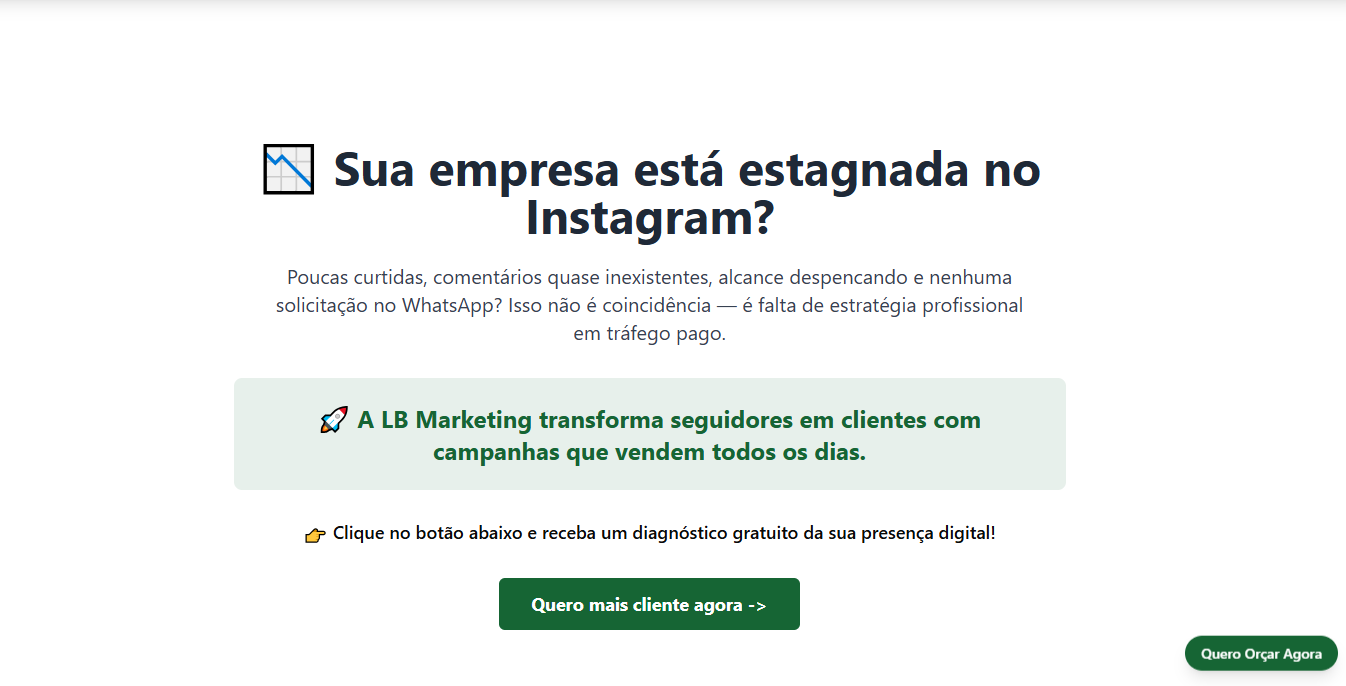 📉 Sua empresa está estagnada no
Instagram?
Poucas curtidas, comentários quase inexistentes, alcance despencando e nenhuma
solicitação no WhatsApp? Isso não é coincidência — é falta de estratégia profissional
em tráfego pago.
🚀 A LB Marketing transforma seguidores em clientes com
campanhas que vendem todos os dias.
👉 Clique no botão abaixo e receba um diagnóstico gratuito da sua presença digital!
Quero mais cliente agora ->
Quero Orçar Agora